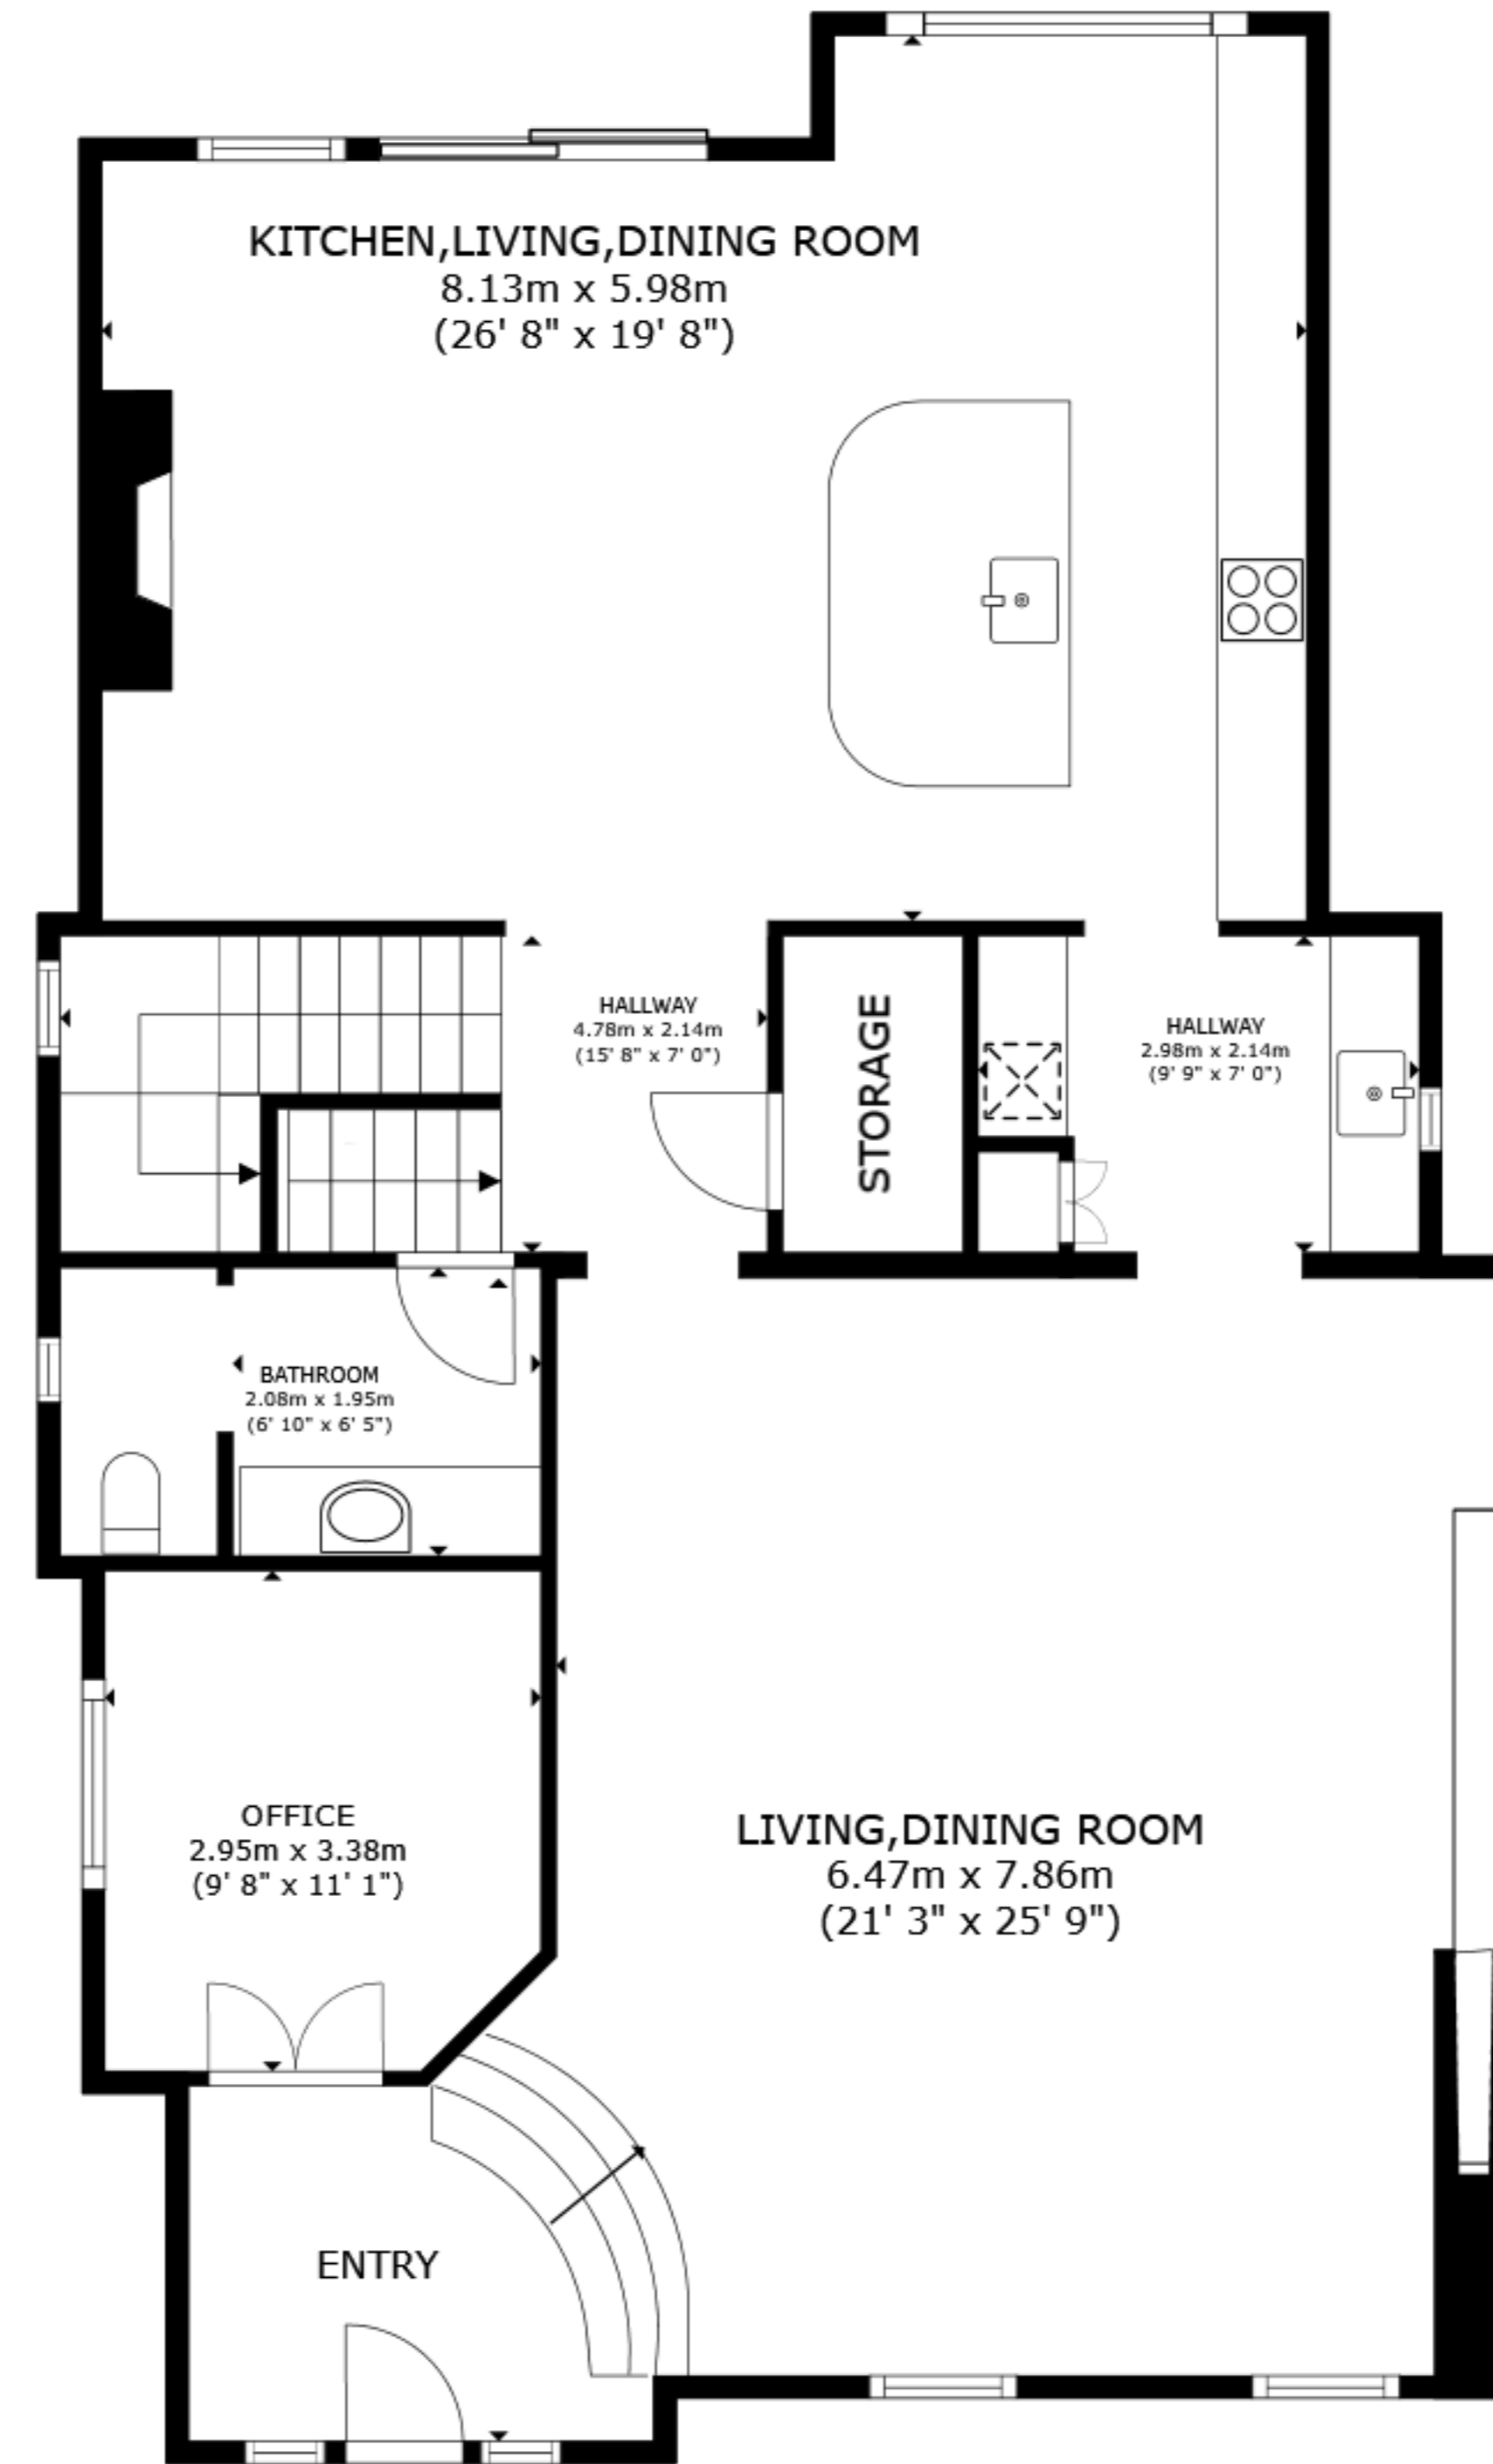 KITCHEN,LIVING,DINING ROOM
8.13m x 5.98m
(26' 8" x 19' 8")
HALLWAY
4.78m x 2.14m
(15' 8" x 7' 0")
STORAGE
HALLWAY
2.98m x 2.14m
(9' 9" x 7' 0")
BATHROOM
2.08m x 1.95m
(6' 10" x 6' 5")
OFFICE
2.95m x 3.38m
(9' 8" x 11' 1")
LIVING,DINING ROOM
6.47m x 7.86m
(21' 3" x 25' 9")
ENTRY